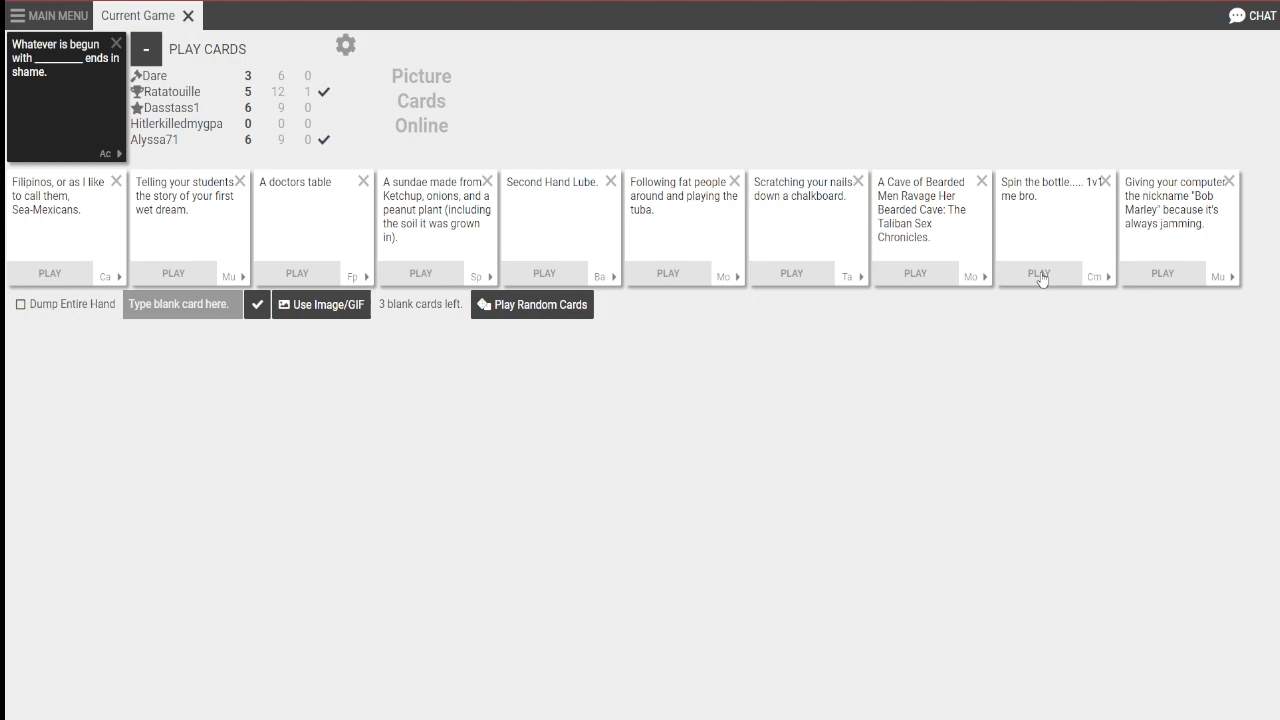 MAIN MENU
Current Game
CHAT
Whatever is begun
with _________ ends in
shame.
Ac
-
PLAY CARDS
Dare 3 6 0
Ratatouille 5 12 1
Dasstass1 6 9 0
Hitlerkilledmygpa 0 0 0
Alyssa71 6 9 0
Picture
Cards
Online
Filipinos, or as I like
to call them,
Sea-Mexicans.
PLAY
Ca
Telling your students
the story of your first
wet dream.
PLAY
Mu
A doctors table
PLAY
Fp
A sundae made from
Ketchup, onions, and a
peanut plant (including
the soil it was grown
in).
PLAY
Sp
Second Hand Lube.
PLAY
Ba
Following fat people
around and playing the
tuba.
PLAY
Mo
Scratching your nails
down a chalkboard.
PLAY
Ta
A Cave of Bearded
Men Ravage Her
Bearded Cave: The
Taliban Sex
Chronicles.
PLAY
Mo
Spin the bottle..... 1v1
me bro.
PLAY
Cm
Giving your computer
the nickname "Bob
Marley" because it's
always jamming.
PLAY
Mu
Dump Entire Hand
Type blank card here.
Use Image/GIF
3 blank cards left.
Play Random Cards